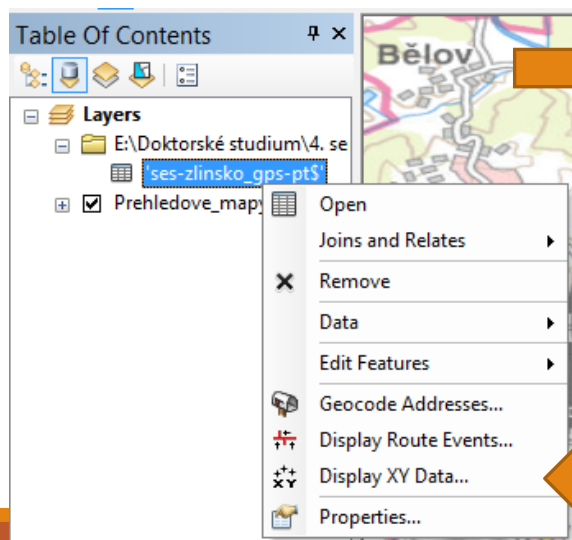 Table Of Contents
Bělov
Layers
E:\Doktorské studium\4. se
'ses-zlinsko_gps-pt$'
Prehledove_mapy
Open
Joins and Relates
Remove
Data
Edit Features
Geocode Addresses...
Display Route Events...
Display XY Data...
Properties...